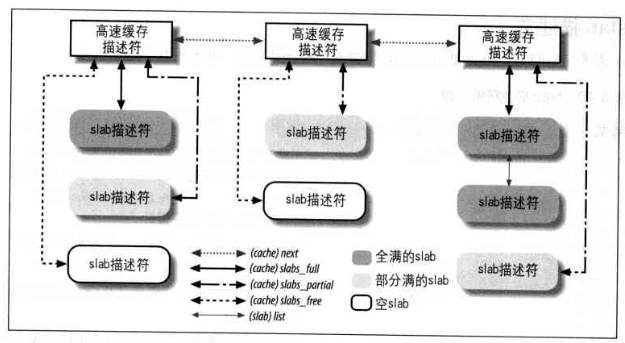 高速缓存
描述符
高速缓存
描述符
高速缓存
描述符
slab描述符
slab描述符
slab描述符
slab描述符
slab描述符
slab描述符
slab描述符
slab描述符
(cache) next
(cache) slabs_full
(cache) slabs_partial
(cache) slabs_free
(slab) list
全满的slab
部分满的slab
空slab